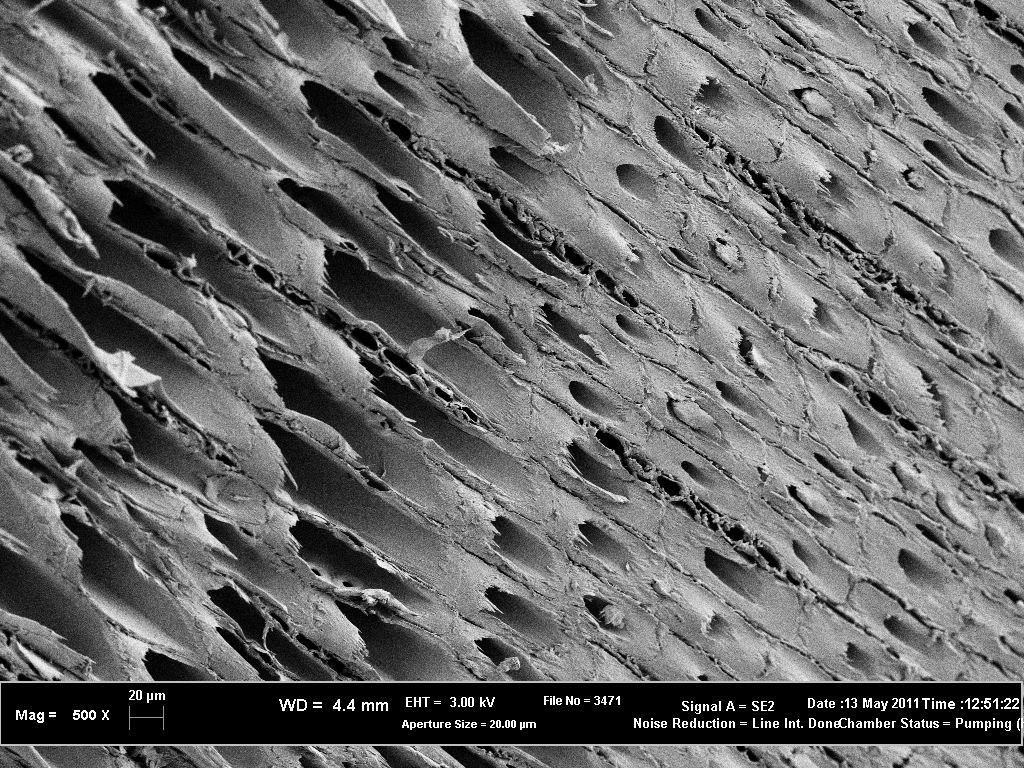 Mag = 500 X
20 µm
WD = 4.4 mm
EHT = 3.00 kV
Aperture Size = 20.00 µm
File No = 3471
Signal A = SE2
Noise Reduction = Line Int. Done
Date :13 May 2011 Time :12:51:22
Chamber Status = Pumping (